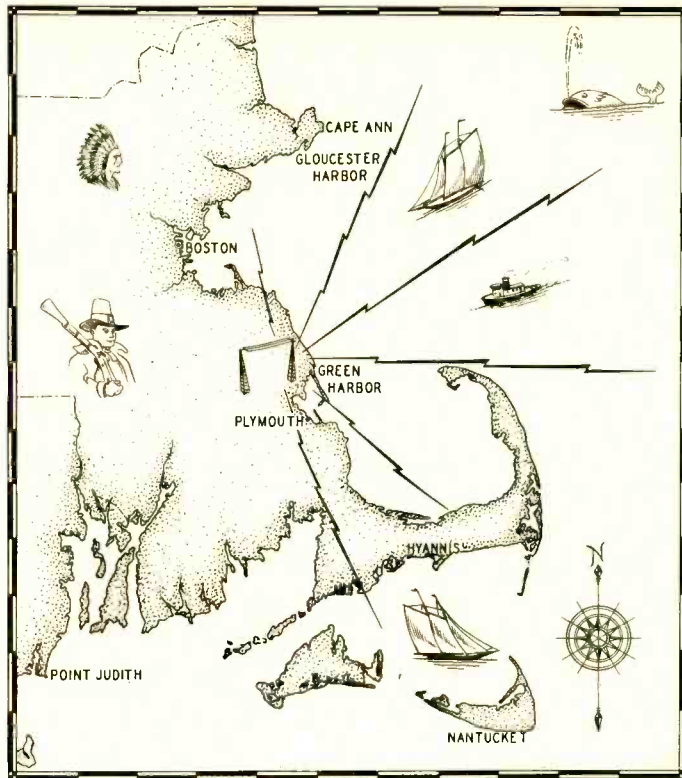 CAPE ANN
GLOUCESTER
HARBOR
BOSTON
GREEN
HARBOR
PLYMOUTH
HYANNIS
POINT JUDITH
NANTUCKET
N